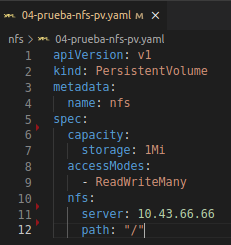 04-prueba-nfs-pv.yaml ×
nfs > 04-prueba-nfs-pv.yaml
1 apiVersion: v1
2 kind: PersistentVolume
3 metadata:
4   name: nfs
5 spec:
6   capacity:
7     storage: 1Mi
8   accessModes:
9     - ReadWriteMany
10   nfs:
11     server: 10.43.66.66
12     path: "/"